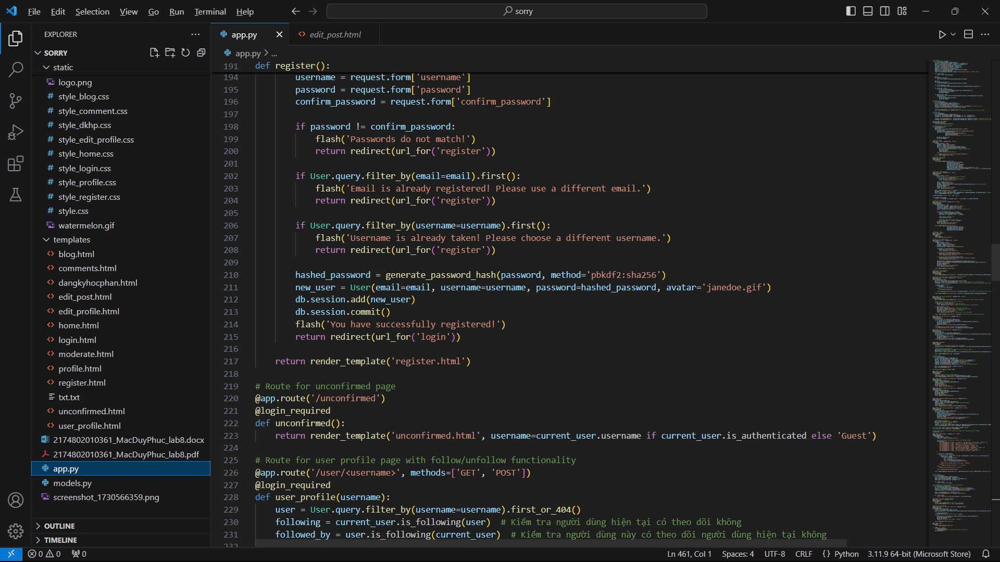 File Edit Selection View Go Run Terminal Help
sorry
EXPLORER
SORRY
static
logo.png
style_blog.css
style_comment.css
style_dkhp.css
style_edit_profile.css
style_home.css
style_login.css
style_profile.css
style_register.css
style.css
watermelon.gif
templates
blog.html
comments.html
dangkyhocphan.html
edit_post.html
edit_profile.html
home.html
login.html
moderate.html
profile.html
register.html
txt.txt
unconfirmed.html
user_profile.html
2174802010361_MacDuyPhuc_lab8.docx
2174802010361_MacDuyPhuc_lab8.pdf
app.py
models.py
screenshot_1730566359.png
OUTLINE
TIMELINE
app.py
edit_post.html
app.py > ...
191 def register():
194 username = request.form['username']
195 password = request.form['password']
196 confirm_password = request.form['confirm_password']
197
198 if password != confirm_password:
199 flash('Passwords do not match!')
200 return redirect(url_for('register'))
201
202 if User.query.filter_by(email=email).first():
203 flash('Email is already registered! Please use a different email.')
204 return redirect(url_for('register'))
205
206 if User.query.filter_by(username=username).first():
207 flash('Username is already taken! Please choose a different username.')
208 return redirect(url_for('register'))
209
210 hashed_password = generate_password_hash(password, method='pbkdf2:sha256')
211 new_user = User(email=email, username=username, password=hashed_password, avatar='janedoe.gif')
212 db.session.add(new_user)
213 db.session.commit()
214 flash('You have successfully registered!')
215 return redirect(url_for('login'))
216
217 return render_template('register.html')
218
219 # Route for unconfirmed page
220 @app.route('/unconfirmed')
221 @login_required
222 def unconfirmed():
223 return render_template('unconfirmed.html', username=current_user.username if current_user.is_authenticated else 'Guest')
224
225 # Route for user profile page with follow/unfollow functionality
226 @app.route('/user/<username>', methods=['GET', 'POST'])
227 @login_required
228 def user_profile(username):
229 user = User.query.filter_by(username=username).first_or_404()
230 following = current_user.is_following(user) # Kiểm tra người dùng hiện tại có theo dõi không
231 followed_by = user.is_following(current_user) # Kiểm tra người dùng này có theo dõi người dùng hiện tại không
232
0 0 0
Ln 461, Col 1 Spaces: 4 UTF-8 CRLF {} Python 3.11.9 64-bit (Microsoft Store)